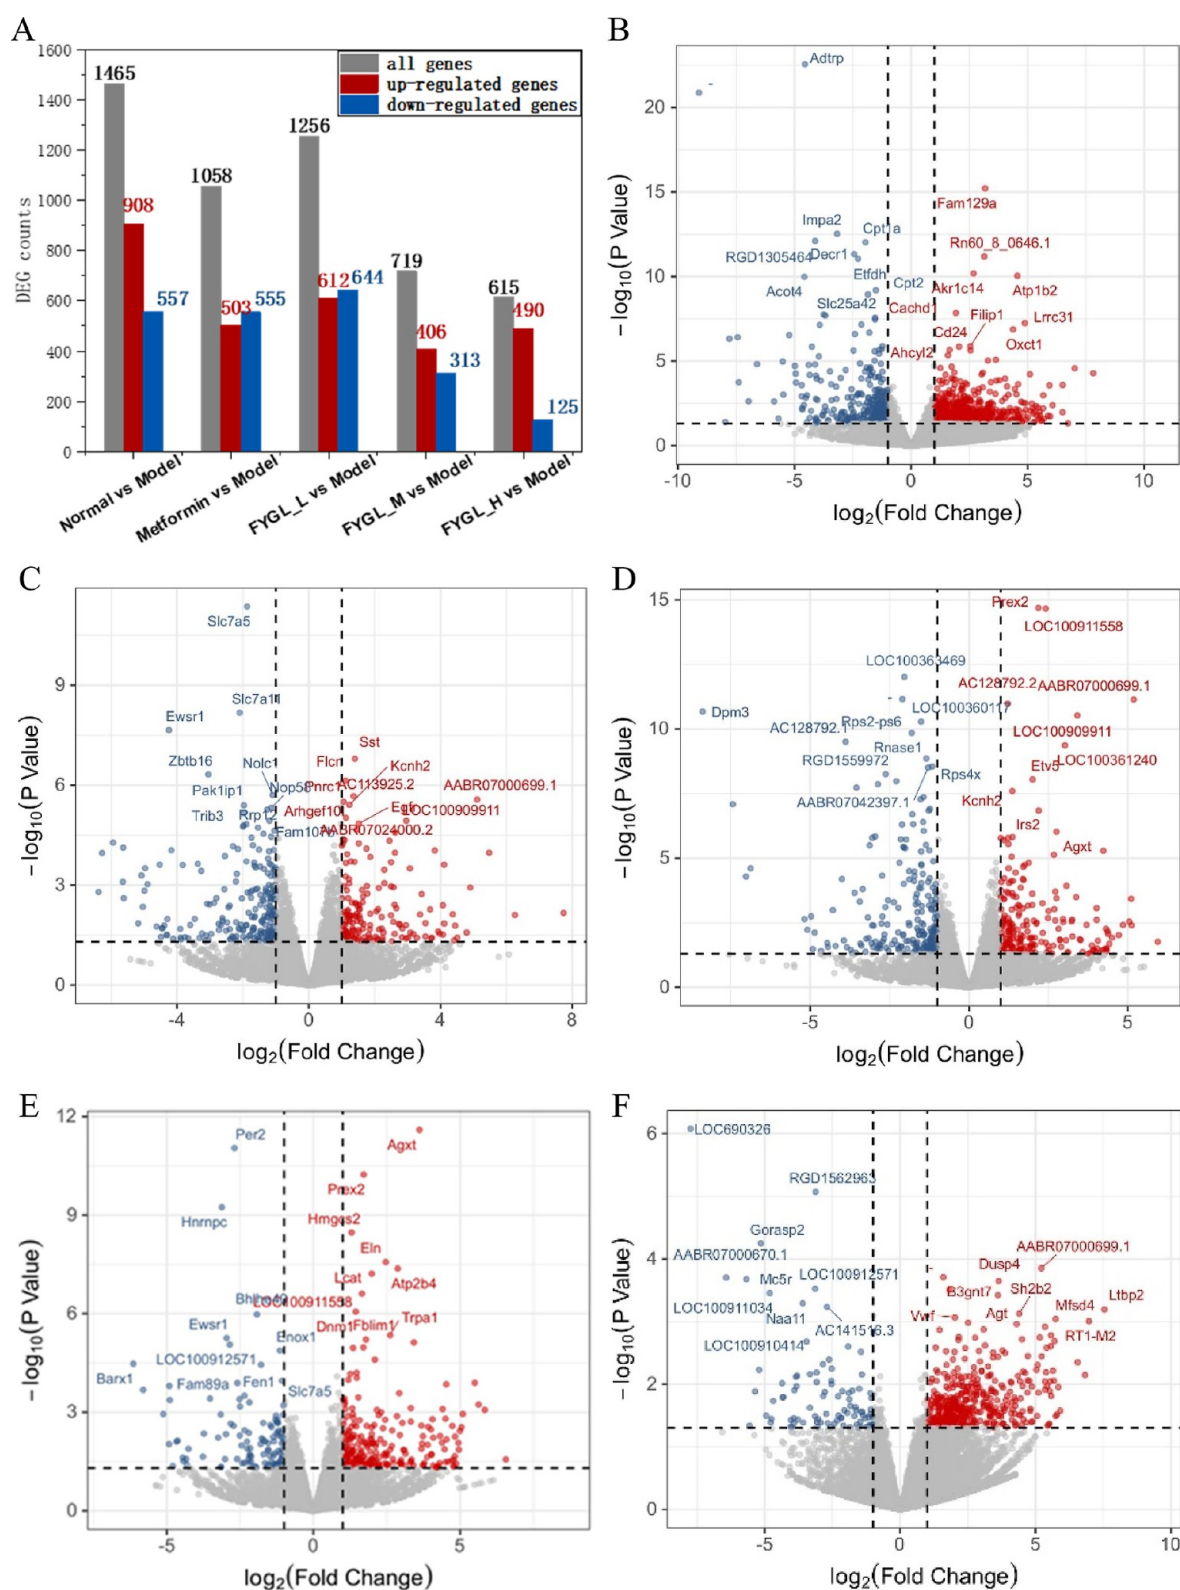 A
1600
1400
1200
1000
800
600
400
200
0
DEG counts
all genes
up-regulated genes
down-regulated genes
1465
908
557
1058
503
555
1256
612
644
719
406
313
615
490
125
Normal vs Model
Metformin vs Model
FYGL_L vs Model
FYGL_M vs Model
FYGL_H vs Model
B
20
15
10
5
0
−log10(P Value)
Adtrp
-
Fam129a
Impa2
Cpt1a
Rn60_8_0646.1
RGD1305464
Decr1
Etfdh
Cpt2
Akr1c14
Atp1b2
Acot4
Slc25a42
Cachd1
Filip1
Lrrc31
Cd24
Oxct1
Ahcyl2
-10
-5
0
5
10
log2(Fold Change)
C
9
6
3
0
−log10(P Value)
Slc7a5
Slc7a11
Ewsr1
Sst
Zbtb16
Nolc1
Flcn
Kcnh2
Pak1ip1
Nop58
Pnrc1
AC113925.2
AABR07000699.1
Trib3
Rrp12
Arhgef10
Egf
LOC100909911
AABR07024000.2
-4
0
4
8
log2(Fold Change)
D
15
10
5
0
−log10(P Value)
Prex2
LOC100911558
LOC100363469
-
AC128792.2
AABR07000699.1
Dpm3
LOC100360117
AC128792.1
Rps2-ps6
LOC100909911
RGD1559972
Rnase1
Etv5
LOC100361240
Rps4x
AABR07042397.1
Kcnh2
Irs2
Agxt
-5
0
5
log2(Fold Change)
E
12
9
6
3
0
−log10(P Value)
Per2
Agxt
Prex2
Hnrnpc
Hmgcs2
Eln
Lcat
Atp2b4
Bhlhe40
LOC100911558
Ewsr1
Enox1
Dnm1
Fblim1
Trpa1
LOC100912571
Barx1
Fam89a
Fen1
Slc7a5
-5
0
5
log2(Fold Change)
F
6
4
2
0
−log10(P Value)
LOC690326
RGD1562963
Gorasp2
AABR07000699.1
AABR07000670.1
Dusp4
Mc5r
LOC100912571
-
B3gnt7
Sh2b2
Ltbp2
LOC100911034
Naa11
Vwf
Agt
Mfsd4
AC141516.3
RT1-M2
LOC100910414
-5
0
5
10
log2(Fold Change)